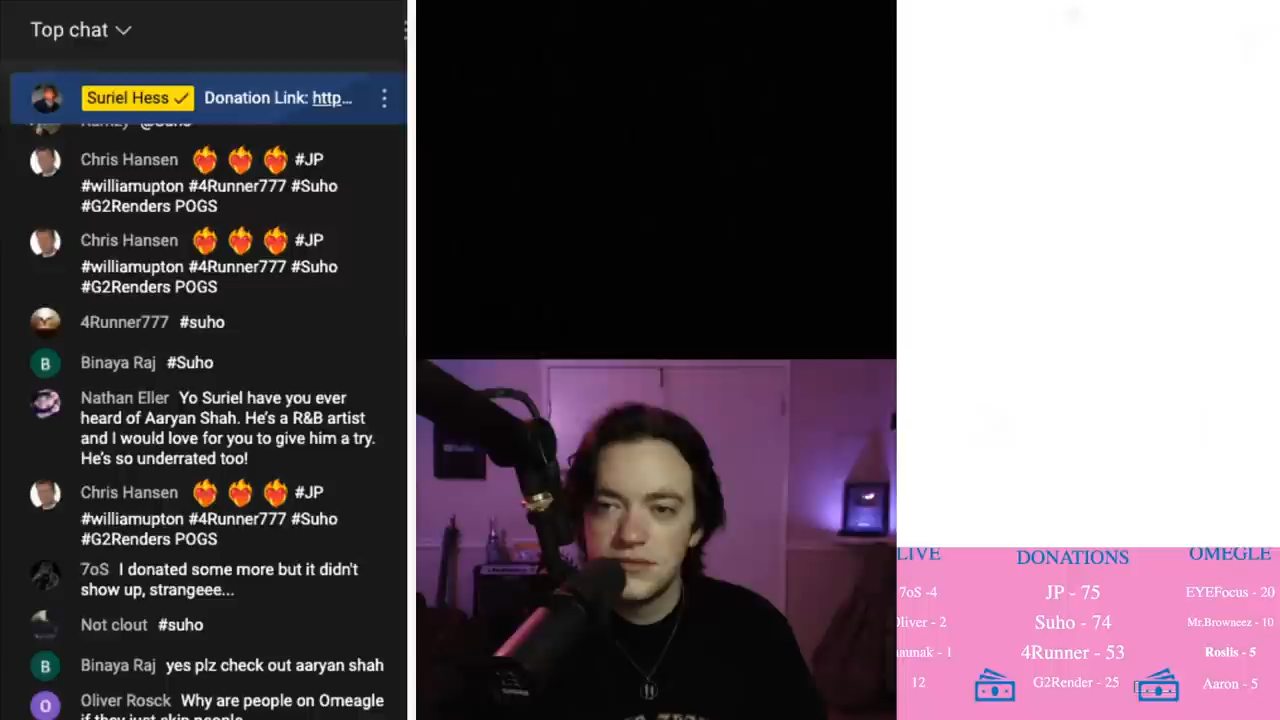 Top chat
Suriel Hess Donation Link: http...
Chris Hansen #JP
#williamupton #4Runner777 #Suho
#G2Renders POGS
Chris Hansen #JP
#williamupton #4Runner777 #Suho
#G2Renders POGS
4Runner777 #suho
B Binaya Raj #Suho
Nathan Eller Yo Suriel have you ever
heard of Aaryan Shah. He's a R&B artist
and I would love for you to give him a try.
He's so underrated too!
Chris Hansen #JP
#williamupton #4Runner777 #Suho
#G2Renders POGS
7oS I donated some more but it didn't
show up, strangeee...
Not clout #suho
B Binaya Raj yes plz check out aaryan shah
O Oliver Rosck Why are people on Omeagle
if they just skip people
LIVE
7oS -4
Oliver - 2
12
DONATIONS
JP - 75
Suho - 74
4Runner - 53
G2Render - 25
OMEGLE
EYEFocus - 20
Mr.Browneez - 10
Roslis - 5
Aaron - 5